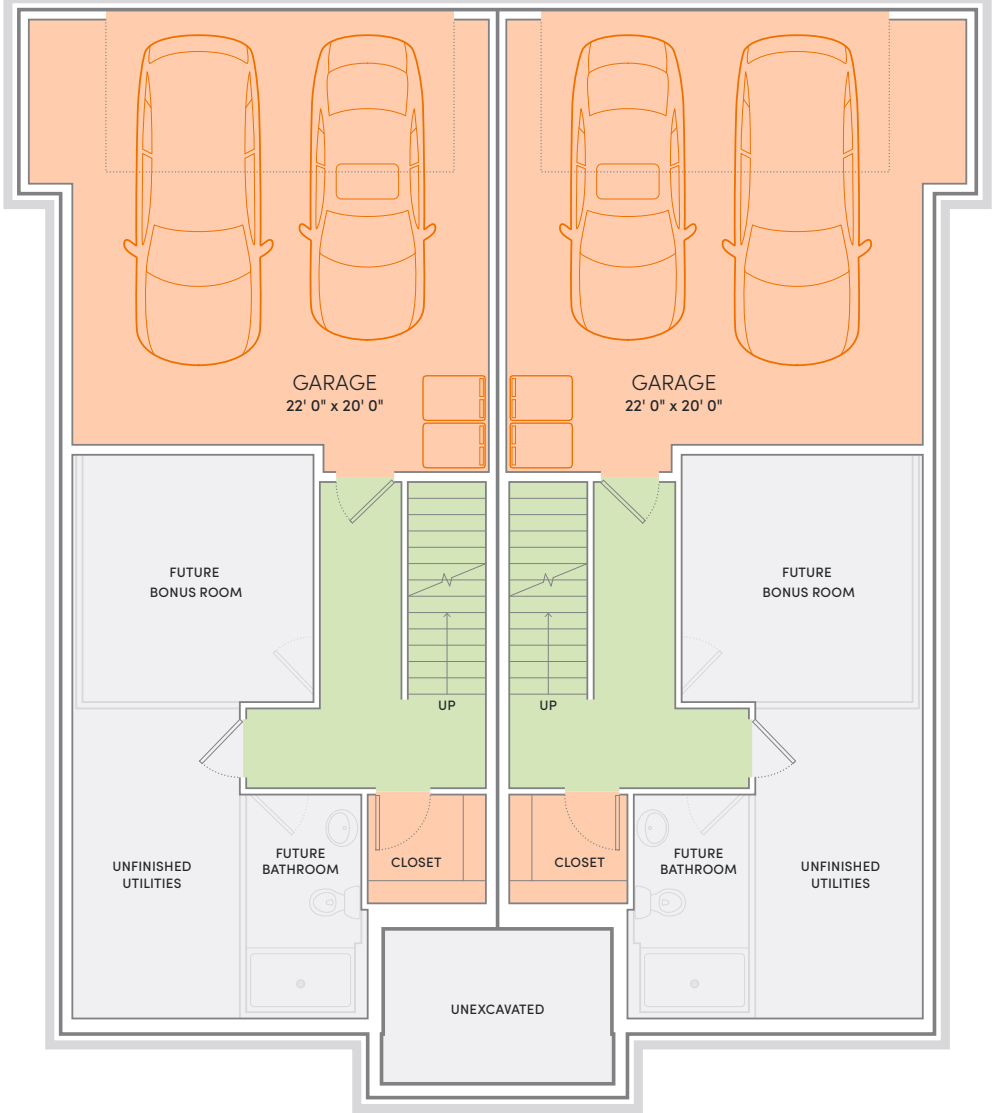 GARAGE
22' 0" x 20' 0"
GARAGE
22' 0" x 20' 0"
FUTURE
BONUS ROOM
FUTURE
BONUS ROOM
UP
UP
UNFINISHED
UTILITIES
FUTURE
BATHROOM
CLOSET
CLOSET
FUTURE
BATHROOM
UNFINISHED
UTILITIES
UNEXCAVATED